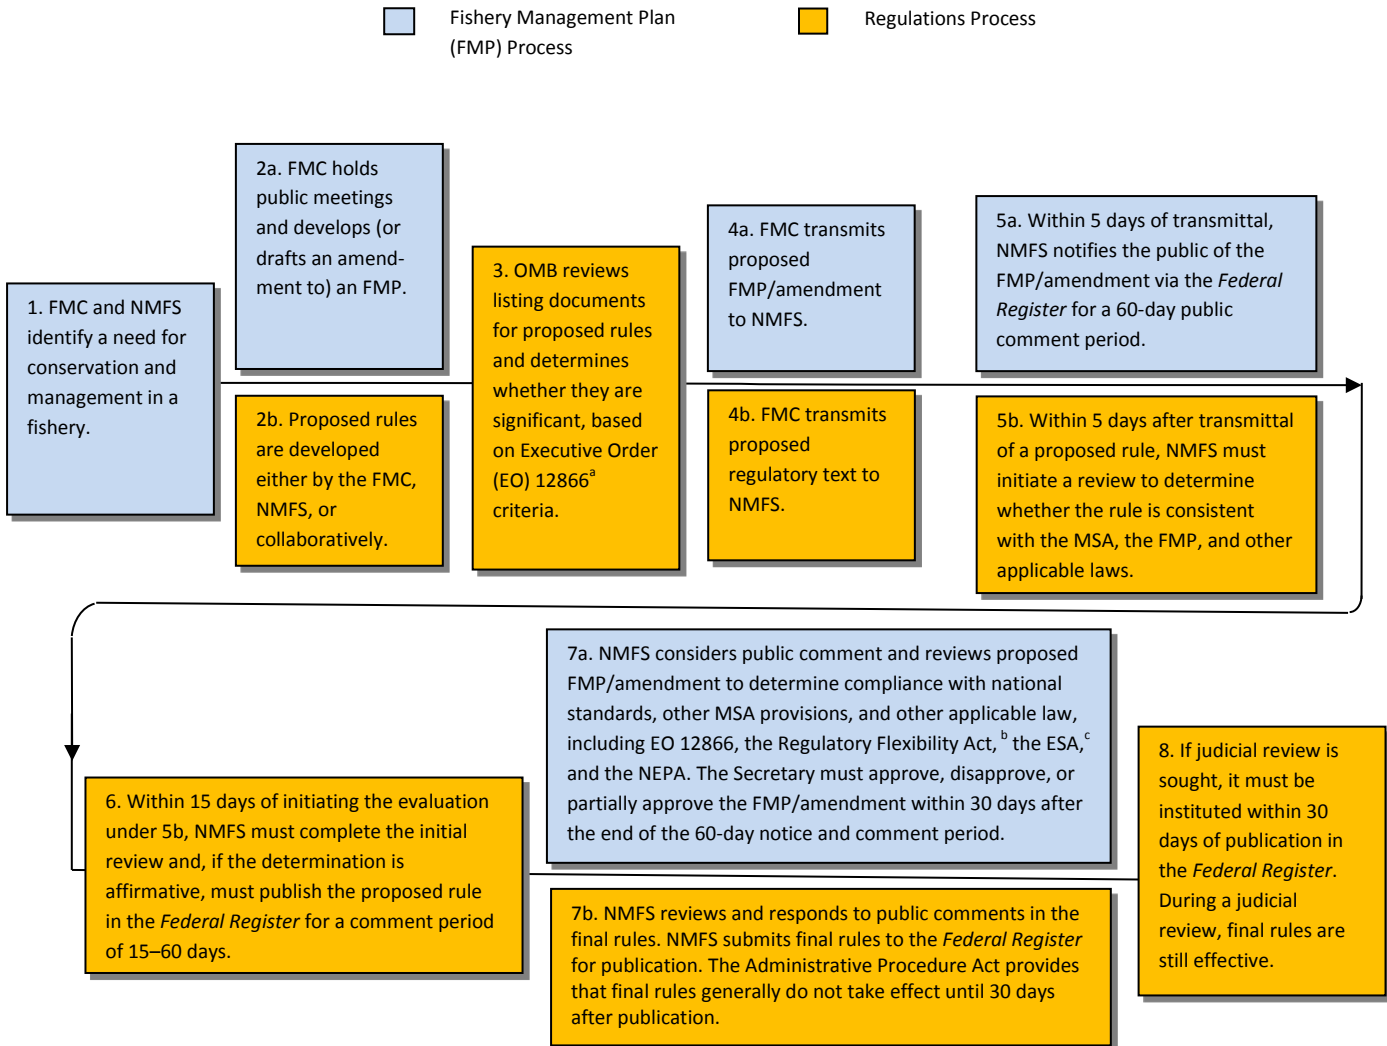 Fishery Management Plan
(FMP) Process
Regulations Process
1. FMC and NMFS
identify a need for
conservation and
management in a
fishery.
2a. FMC holds
public meetings
and develops (or
drafts an amend-
ment to) an FMP.
2b. Proposed rules
are developed
either by the FMC,
NMFS, or
collaboratively.
3. OMB reviews
listing documents
for proposed rules
and determines
whether they are
significant, based
on Executive Order
(EO) 12866a
criteria.
4a. FMC transmits
proposed
FMP/amendment
to NMFS.
4b. FMC transmits
proposed
regulatory text to
NMFS.
5a. Within 5 days of transmittal,
NMFS notifies the public of the
FMP/amendment via the Federal
Register for a 60-day public
comment period.
5b. Within 5 days after transmittal
of a proposed rule, NMFS must
initiate a review to determine
whether the rule is consistent
with the MSA, the FMP, and other
applicable laws.
6. Within 15 days of initiating the evaluation
under 5b, NMFS must complete the initial
review and, if the determination is
affirmative, must publish the proposed rule
in the Federal Register for a comment period
of 15–60 days.
7a. NMFS considers public comment and reviews proposed
FMP/amendment to determine compliance with national
standards, other MSA provisions, and other applicable law,
including EO 12866, the Regulatory Flexibility Act, b the ESA,c
and the NEPA. The Secretary must approve, disapprove, or
partially approve the FMP/amendment within 30 days after
the end of the 60-day notice and comment period.
7b. NMFS reviews and responds to public comments in the
final rules. NMFS submits final rules to the Federal Register
for publication. The Administrative Procedure Act provides
that final rules generally do not take effect until 30 days
after publication.
8. If judicial review is
sought, it must be
instituted within 30
days of publication in
the Federal Register.
During a judicial
review, final rules are
still effective.